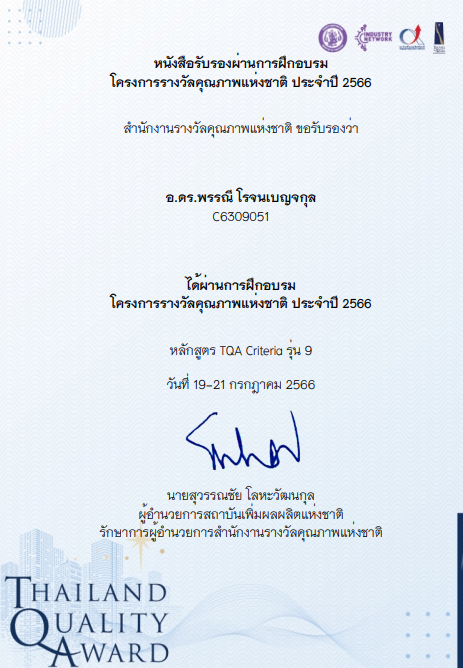 INDUSTRY
NETWORK
หนังสือรับรองผ่านการฝึกอบรม
โครงการรางวัลคุณภาพแห่งชาติ ประจำปี 2566
สำนักงานรางวัลคุณภาพแห่งชาติ ขอรับรองว่า
อ.ดร.พรรณี โรจนเบญจกุล
C6309051
ได้ผ่านการฝึกอบรม
โครงการรางวัลคุณภาพแห่งชาติ ประจำปี 2566
หลักสูตร TQA Criteria รุ่น 9
วันที่ 19-21 กรกฎาคม 2566
นายสุวรรณชัย โลหะวัฒนกุล
ผู้อำนวยการสถาบันเพิ่มผลผลิตแห่งชาติ
รักษาการผู้อำนวยการสำนักงานรางวัลคุณภาพแห่งชาติ
THAILAND
QUALITY
AWARD